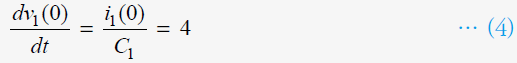 dv₁(0)/dt = i₁(0)/C₁ = 4 ⋯ (4)